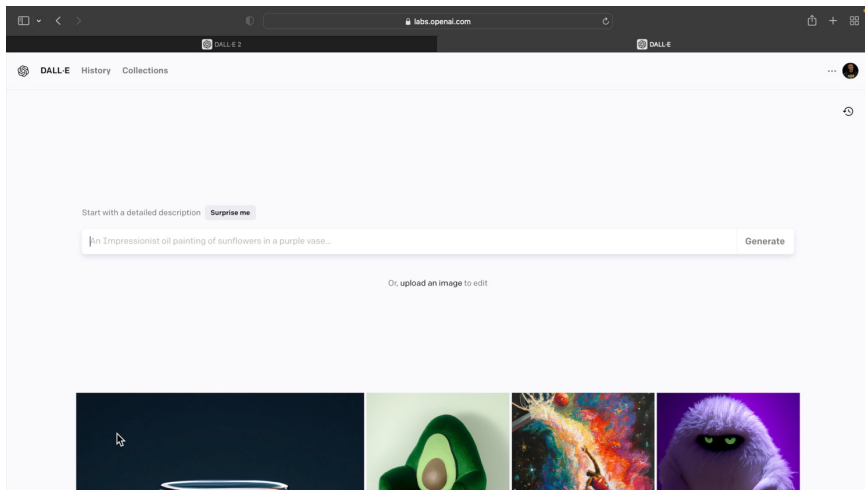 labs.openai.com
DALL·E 2
DALL·E
DALL·E History Collections
Start with a detailed description Surprise me
An Impressionist oil painting of sunflowers in a purple vase...
Generate
Or, upload an image to edit